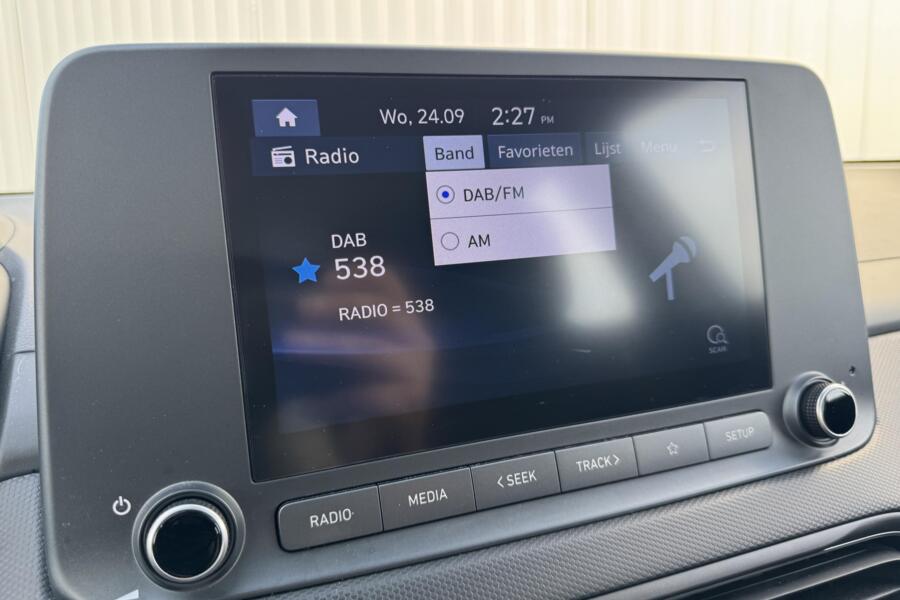 Wo, 24.09 2:27 PM
Radio Band Favorieten Lijst Menu
DAB/FM
AM
DAB
538
RADIO = 538
SCAN
RADIO MEDIA <SEEK TRACK> SETUP